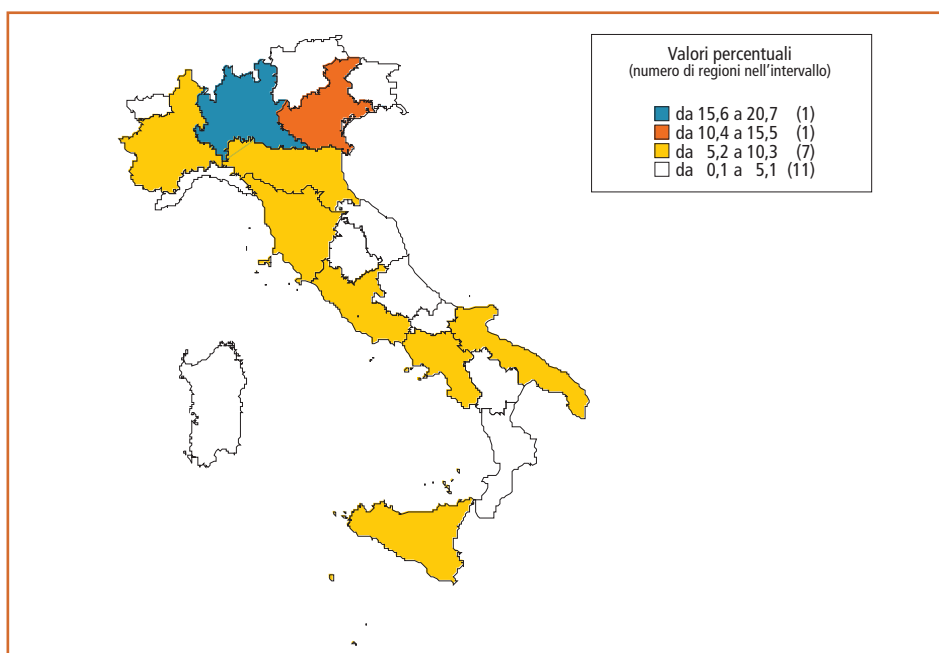 Valori percentuali
(numero di regioni nell'intervallo)
da 15,6 a 20,7 (1)
da 10,4 a 15,5 (1)
da 5,2 a 10,3 (7)
da 0,1 a 5,1 (11)